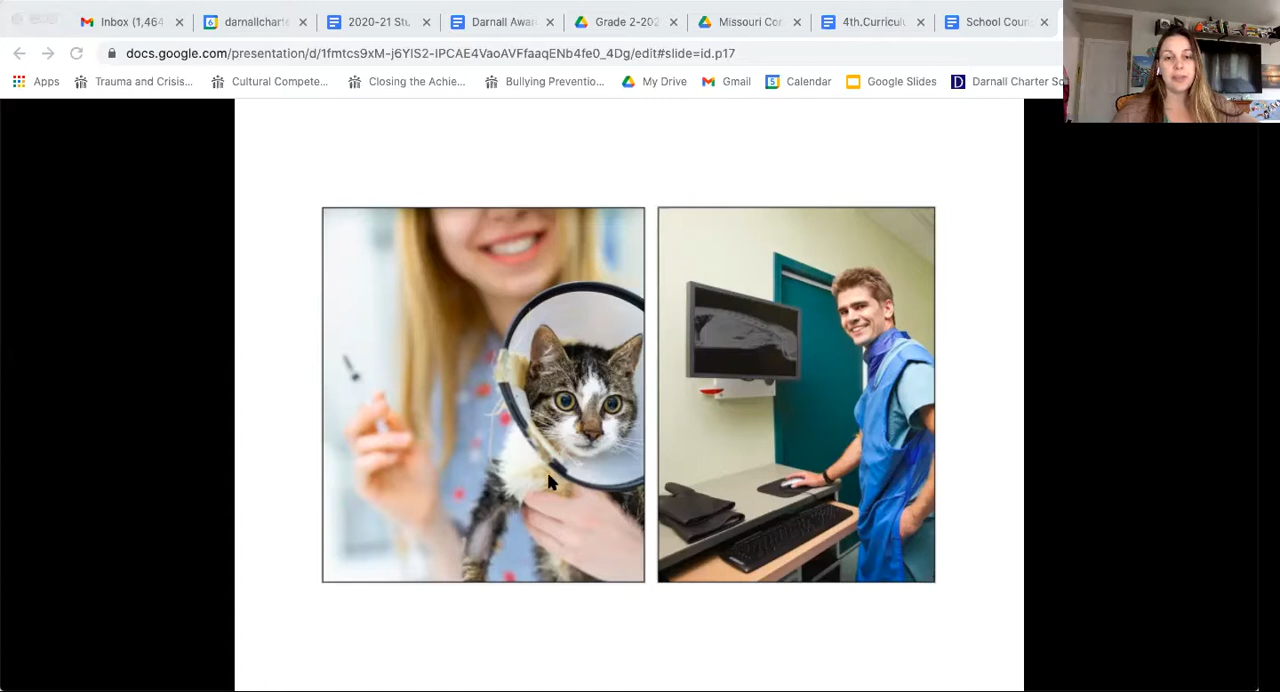 Inbox (1,464
darnallcharte
2020-21 Stu
Darnall Awar
Grade 2-202
Missouri Cor
4th.Curricul
School Coun
docs.google.com/presentation/d/1fmtcs9xM-j6YlS2-IPCAE4VAVAVFfaaqENb4fe0_4Dg/edit#slide=id.p17
Apps
Trauma and Crisis...
Cultural Compete...
Closing the Achie...
Bullying Preventio...
My Drive
Gmail
Calendar
Google Slides
Darnall Charter Sc